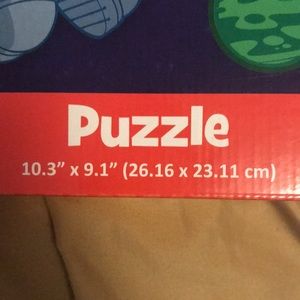 Puzzle
10.3” x 9.1” (26.16 x 23.11 cm)